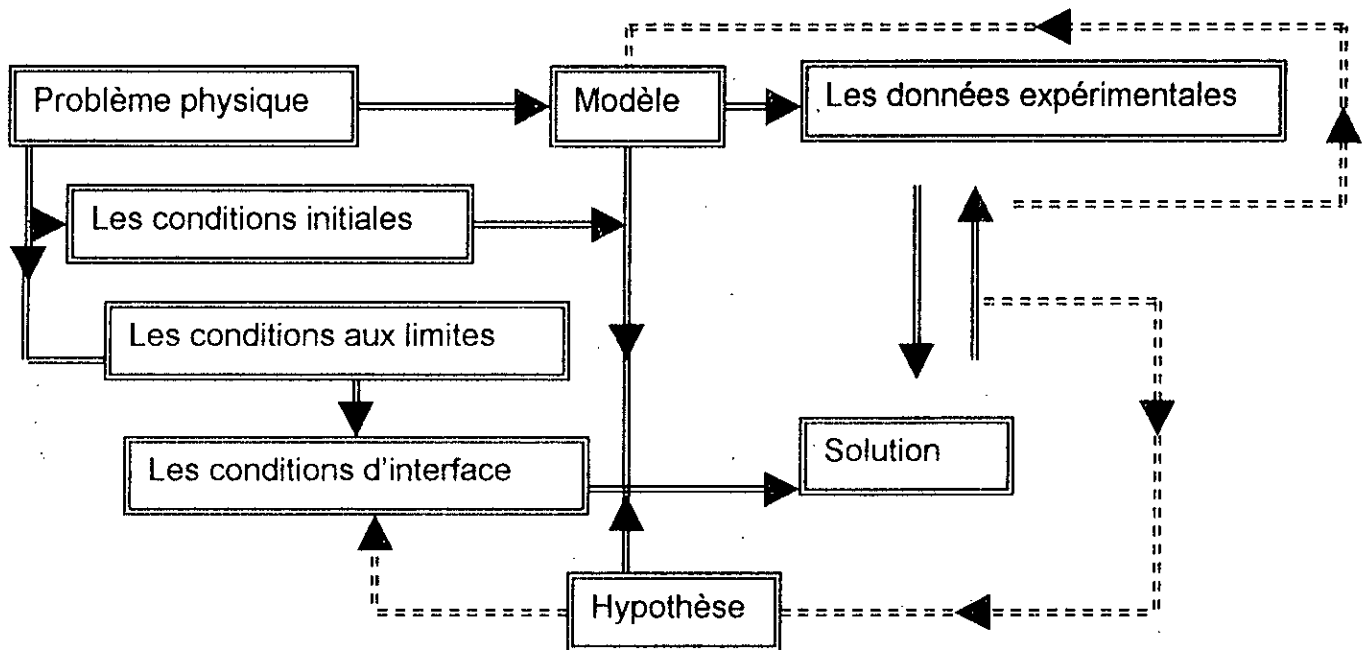 Problème physique
Modèle
Les données expérimentales
Les conditions initiales
Les conditions aux limites
Les conditions d'interface
Solution
Hypothèse